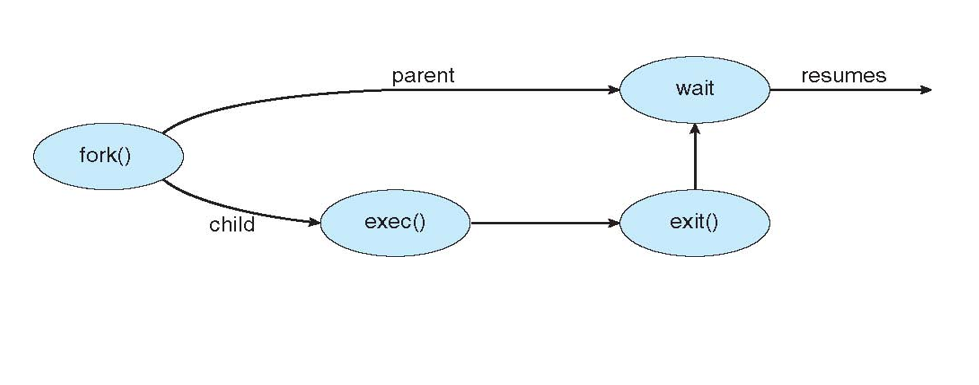 parent
wait
resumes
fork()
child
exec()
exit()